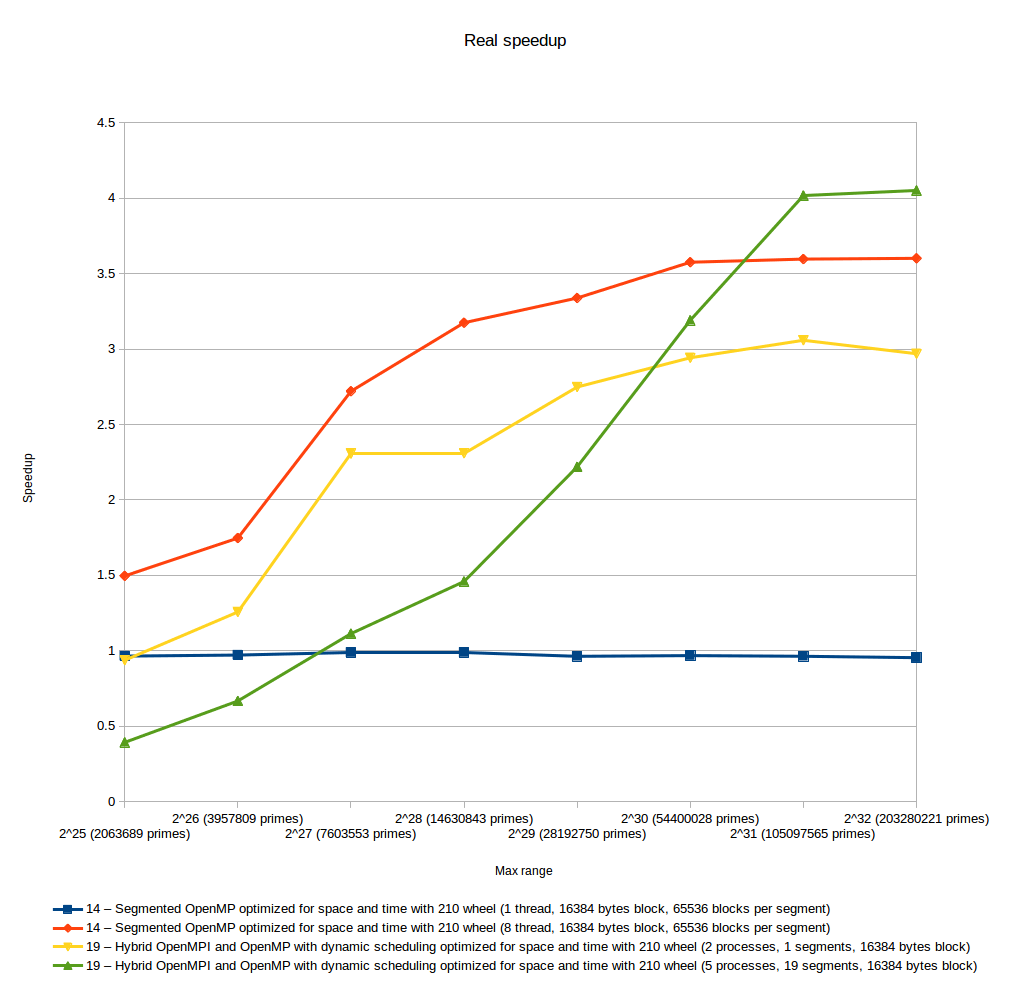 Real speedup
4.5
4
3.5
3
2.5
2
1.5
1
0.5
0
Speedup
2^26 (3957809 primes)
2^28 (14630843 primes)
2^30 (54400028 primes)
2^32 (203280221 primes)
2^25 (2063689 primes)
2^27 (7603553 primes)
2^29 (28192750 primes)
2^31 (105097565 primes)
Max range
14 – Segmented OpenMP optimized for space and time with 210 wheel (1 thread, 16384 bytes block, 65536 blocks per segment)
14 – Segmented OpenMP optimized for space and time with 210 wheel (8 thread, 16384 bytes block, 65536 blocks per segment)
19 – Hybrid OpenMPI and OpenMP with dynamic scheduling optimized for space and time with 210 wheel (2 processes, 1 segments, 16384 bytes block)
19 – Hybrid OpenMPI and OpenMP with dynamic scheduling optimized for space and time with 210 wheel (5 processes, 19 segments, 16384 bytes block)